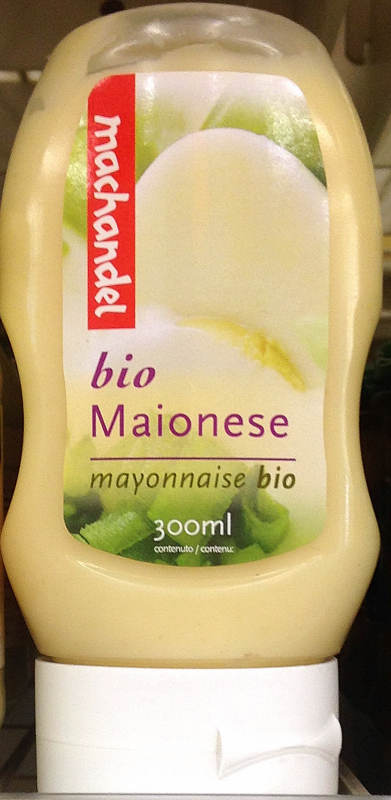 machandel
bio
Maionese
mayonnaise bio
300ml
contenuto / contenu: